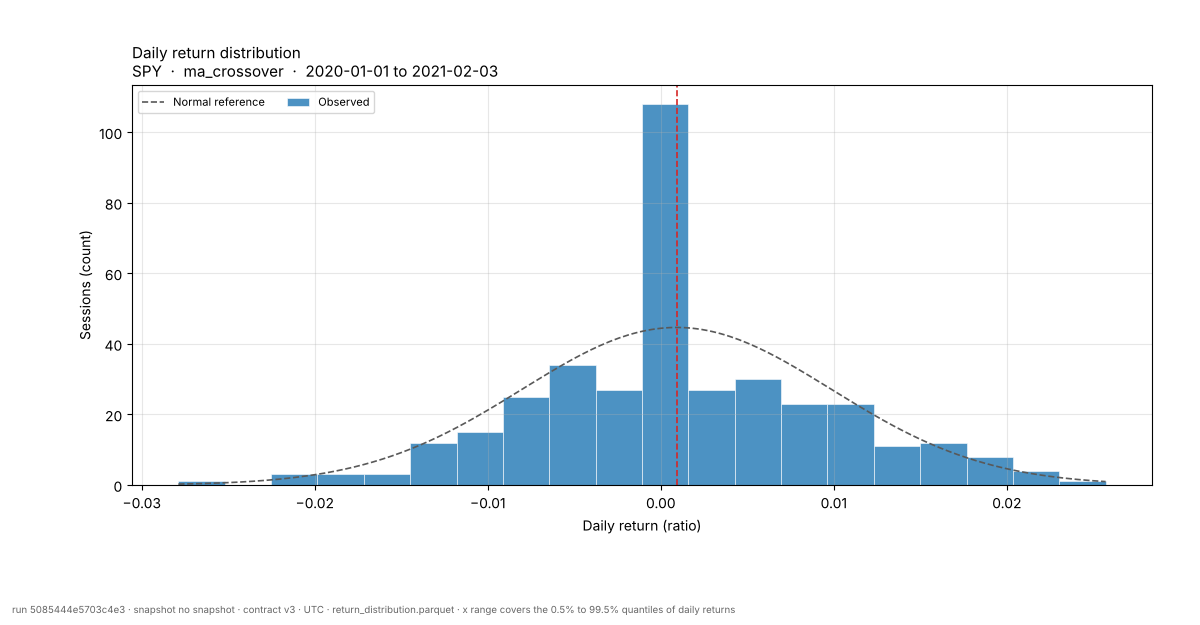 Daily return distribution
SPY · ma_crossover · 2020-01-01 to 2021-02-03
Normal reference
Observed
100
80
60
40
20
0
Sessions (count)
−0.03
−0.02
−0.01
0.00
0.01
0.02
Daily return (ratio)
run 5085444e5703c4e3 · snapshot no snapshot · contract v3 · UTC · return_distribution.parquet · x range covers the 0.5% to 99.5% quantiles of daily returns